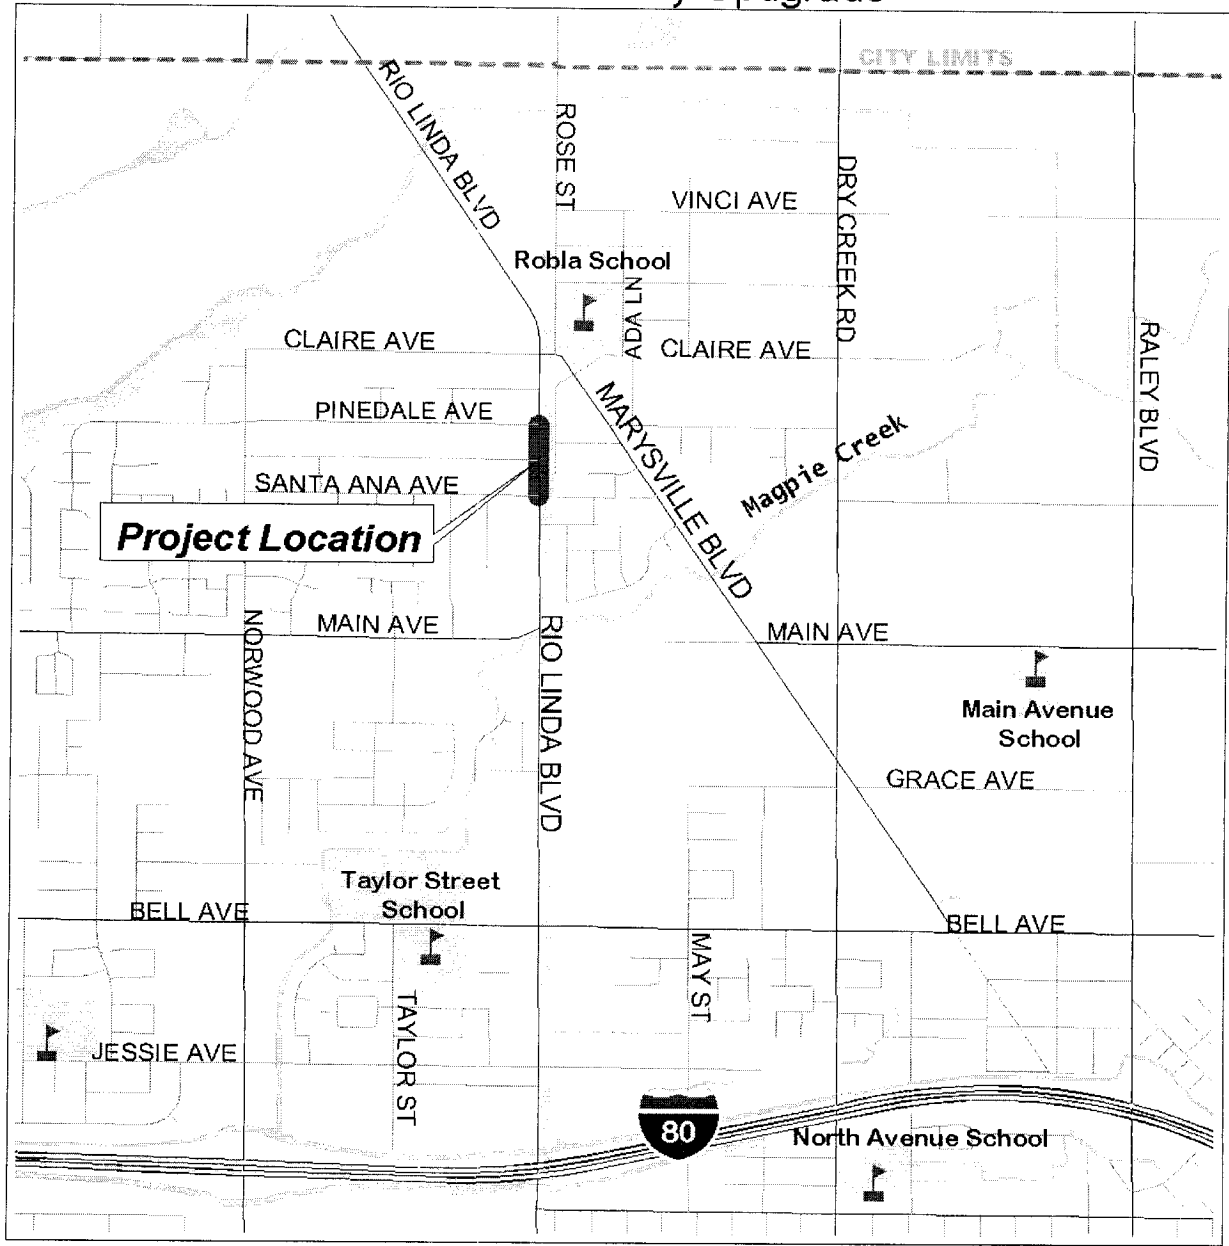 CITY LIMITS
RIO LINDA BLVD
ROSE ST
VINCI AVE
DRY CREEK RD
Robla School
ADA LN
CLAIRE AVE
CLAIRE AVE
RALEY BLVD
PINEDALE AVE
MARYSVILLE BLVD
Magpie Creek
SANTA ANA AVE
Project Location
MAIN AVE
NORWOOD AVE
RIO LINDA BLVD
MAIN AVE
Main Avenue
School
GRACE AVE
Taylor Street
School
BELL AVE
BELL AVE
MAY ST
TAYLOR ST
JESSIE AVE
80
North Avenue School